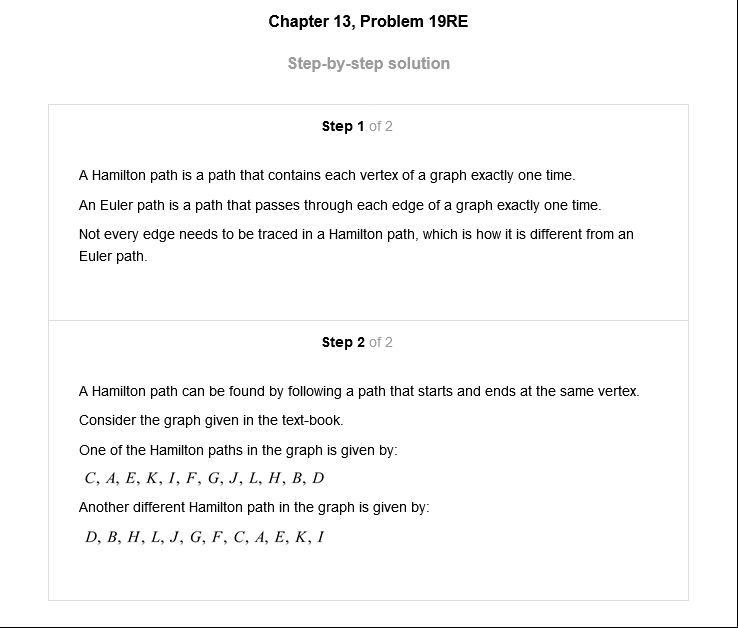 Chapter 13, Problem 19RE
Step-by-step solution
Step 1 of 2
A Hamilton path is a path that contains each vertex of a graph exactly one time.
An Euler path is a path that passes through each edge of a graph exactly one time.
Not every edge needs to be traced in a Hamilton path, which is how it is different from an
Euler path.
Step 2 of 2
A Hamilton path can be found by following a path that starts and ends at the same vertex.
Consider the graph given in the text-book.
One of the Hamilton paths in the graph is given by:
C, A, E, K, I, F, G, J, L, H, B, D
Another different Hamilton path in the graph is given by:
D, B, H, L, J, G, F, C, A, E, K, I